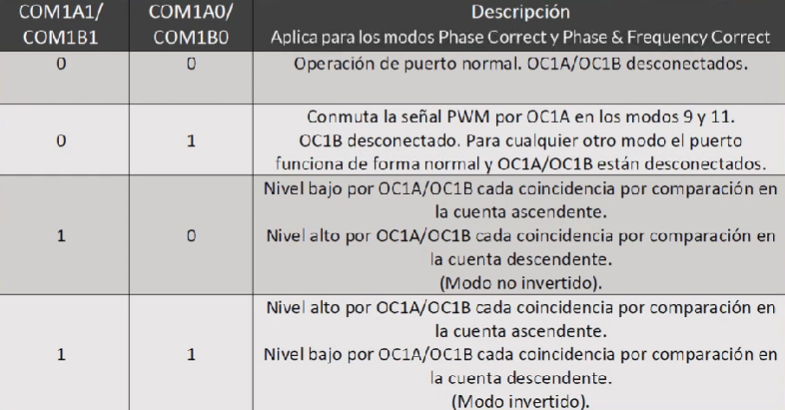 COM1A1/ COM1A0/ Descripción
COM1B1 COM1B0 Aplica para los modos Phase Correct y Phase & Frequency Correct
0 0 Operación de puerto normal. OC1A/OC1B desconectados.
Conmuta la señal PWM por OC1A en los modos 9 y 11.
0 1 OC1B desconectado. Para cualquier otro modo el puerto
funciona de forma normal y OC1A/OC1B están desconectados.
Nivel bajo por OC1A/OC1B cada coincidencia por comparación en
la cuenta ascendente.
1 0 Nivel alto por OC1A/OC1B cada coincidencia por comparación en
la cuenta descendente.
(Modo no invertido).
Nivel alto por OC1A/OC1B cada coincidencia por comparación en
la cuenta ascendente.
1 1 Nivel bajo por OC1A/OC1B cada coincidencia por comparación en
la cuenta descendente.
(Modo invertido).